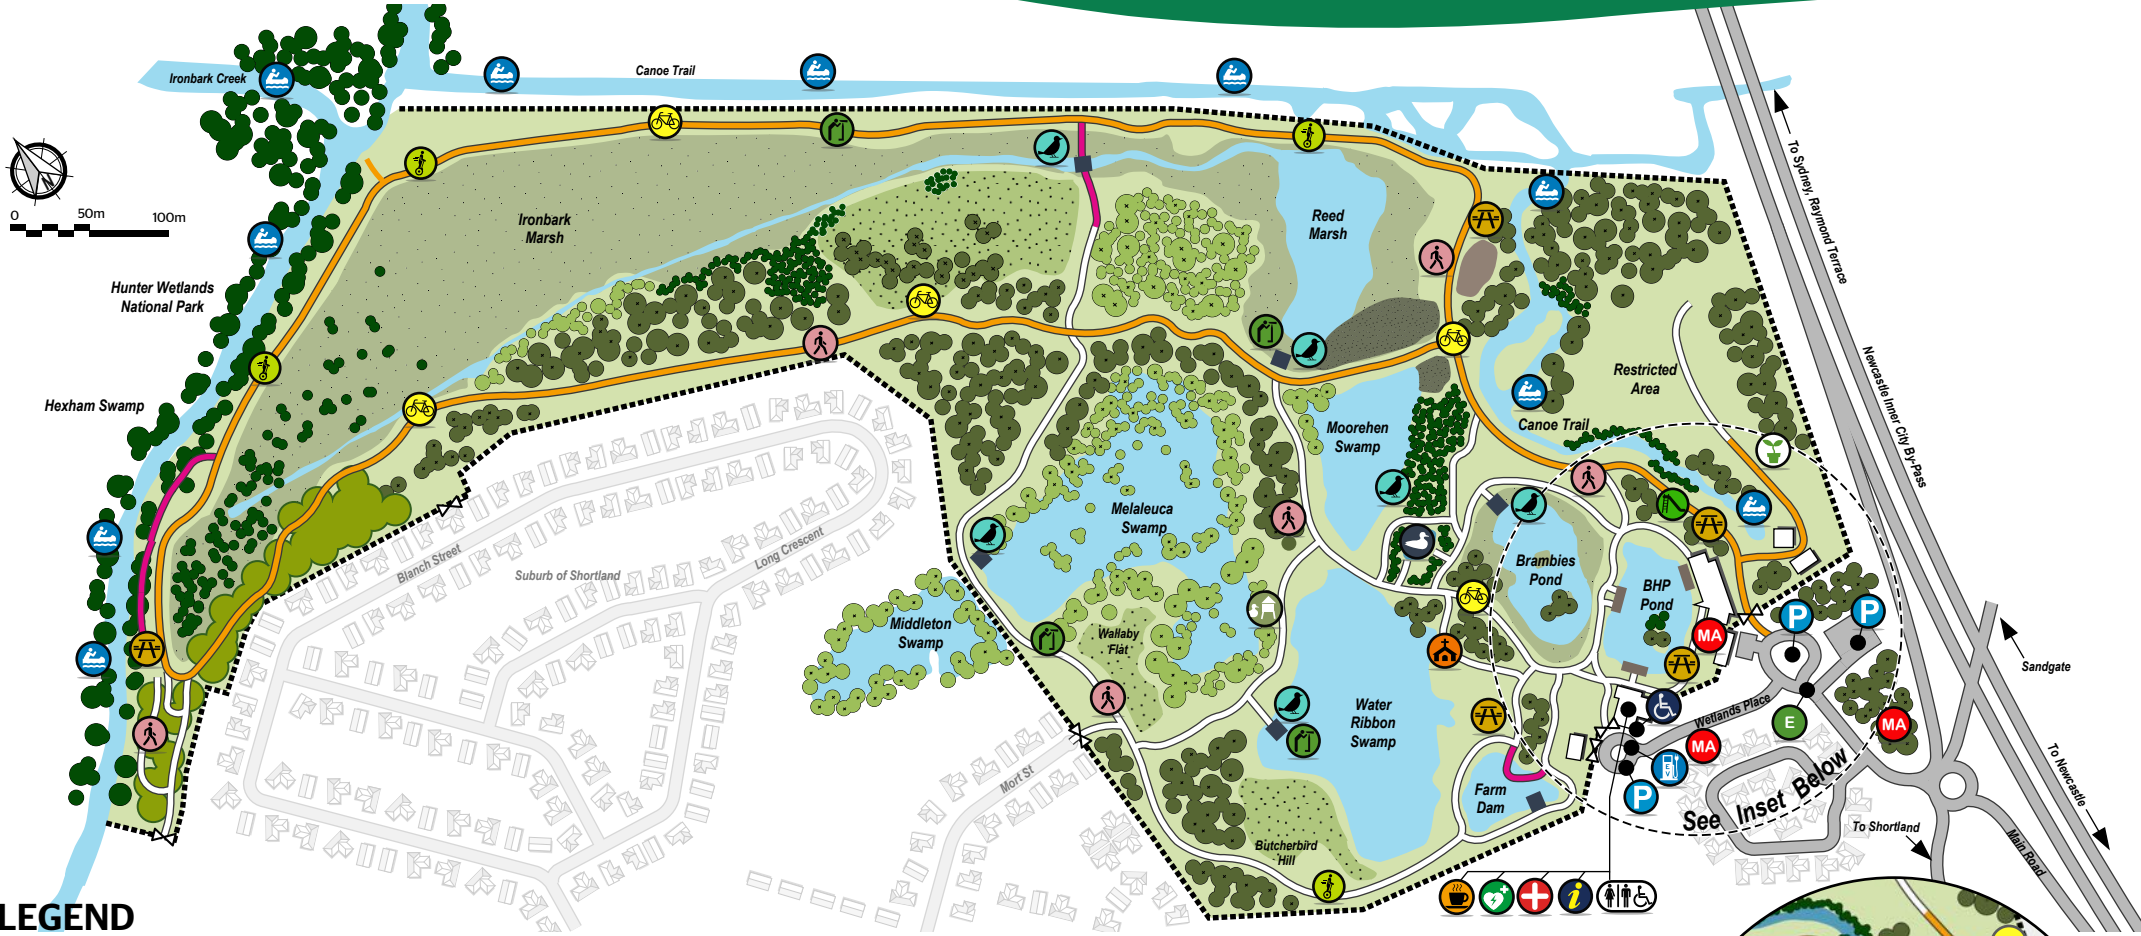 Ironbark Creek
Canoe Trail
N
0 50m 100m
Ironbark
Marsh
Reed
Marsh
To Sydney, Raymond Terrace
Hunter Wetlands
National Park
Hexham Swamp
Newcastle Inner City By-Pass
Restricted
Area
Canoe Trail
Moorehen
Swamp
Melaleuca
Swamp
Blanch Street
Suburb of Shortland
Long Crescent
Brambies
Pond
BHP
Pond
Middleton
Swamp
Wallaby
Flat
P
P
MA
Sandgate
Water
Ribbon
Swamp
Wetlands Place
E
MA
MA
Mort St
P
Farm
Dam
See Inset Below
To Newcastle
To Shortland
Main Road
Butcherbird
Hill
i
LEGEND